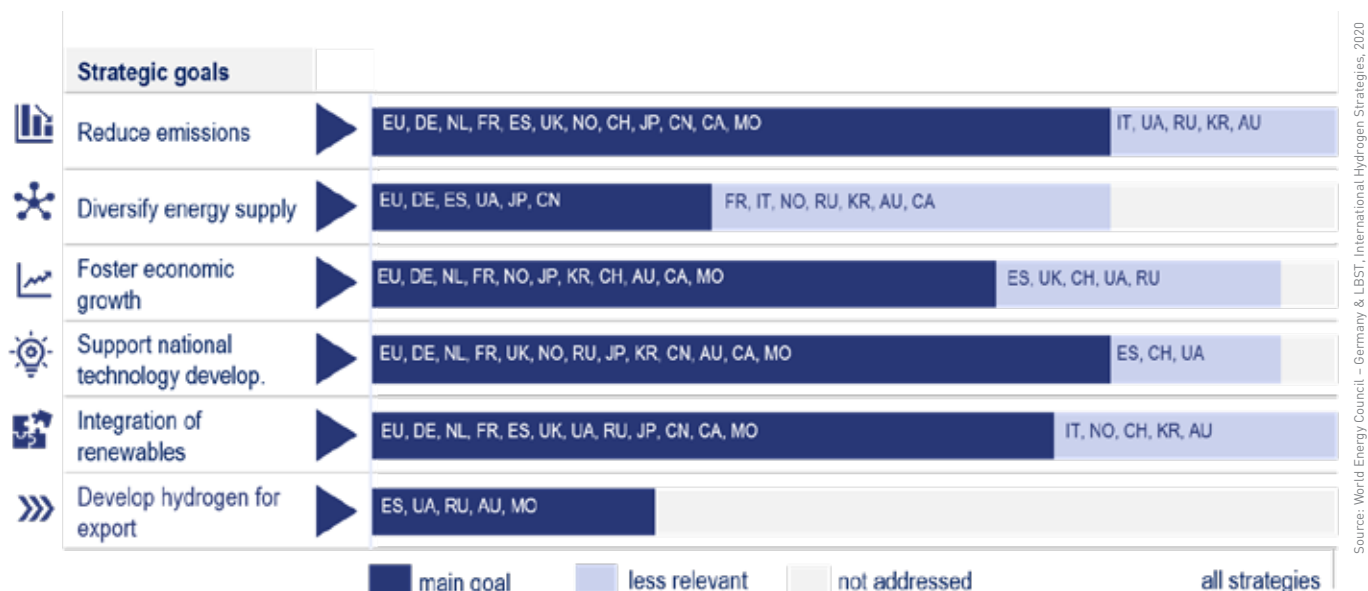 Strategic goals
Reduce emissions
EU, DE, NL, FR, ES, UK, NO, CH, JP, CN, CA, MO
IT, UA, RU, KR, AU
Diversify energy supply
EU, DE, ES, UA, JP, CN
FR, IT, NO, RU, KR, AU, CA
Foster economic
growth
EU, DE, NL, FR, NO, JP, KR, CH, AU, CA, MO
ES, UK, CH, UA, RU
Support national
technology develop.
EU, DE, NL, FR, UK, NO, RU, JP, KR, CN, AU, CA, MO
ES, CH, UA
Integration of
renewables
EU, DE, NL, FR, ES, UK, UA, RU, JP, CN, CA, MO
IT, NO, CH, KR, AU
Develop hydrogen for
export
ES, UA, RU, AU, MO
main goal
less relevant
not addressed
all strategies
Source: World Energy Council – Germany & LBST, International Hydrogen Strategies, 2020